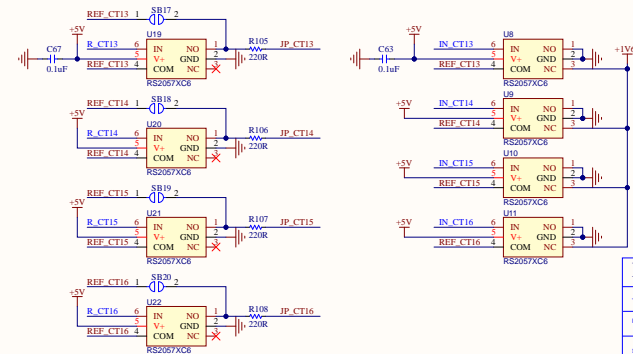 REF_CT13 1 SB17 2
+5V
C67
0.1uF
R_CT13
REF_CT13
U19
6 IN NO 1
5 V+ GND 2
4 COM NC 3
RS2057XC6
R105
220R
JP_CT13
REF_CT14 1 SB18 2
+5V
R_CT14
REF_CT14
U20
6 IN NO 1
5 V+ GND 2
4 COM NC 3
RS2057XC6
R106
220R
JP_CT14
REF_CT15 1 SB19 2
+5V
R_CT15
REF_CT15
U21
6 IN NO 1
5 V+ GND 2
4 COM NC 3
RS2057XC6
R107
220R
JP_CT15
REF_CT16 1 SB20 2
+5V
R_CT16
REF_CT16
U22
6 IN NO 1
5 V+ GND 2
4 COM NC 3
RS2057XC6
R108
220R
JP_CT16
+5V
C63
0.1uF
IN_CT13
REF_CT13
U8
6 IN NO 1
5 V+ GND 2
4 COM NC 3
RS2057XC6
+1V6
+5V
IN_CT14
REF_CT14
U9
6 IN NO 1
5 V+ GND 2
4 COM NC 3
RS2057XC6
+5V
IN_CT15
REF_CT15
U10
6 IN NO 1
5 V+ GND 2
4 COM NC 3
RS2057XC6
+5V
IN_CT16
REF_CT16
U11
6 IN NO 1
5 V+ GND 2
4 COM NC 3
RS2057XC6